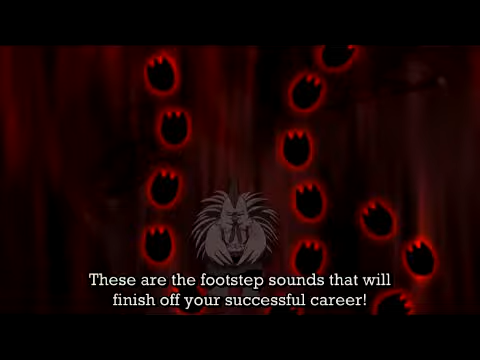 These are the footstep sounds that will
finish off your successful career!